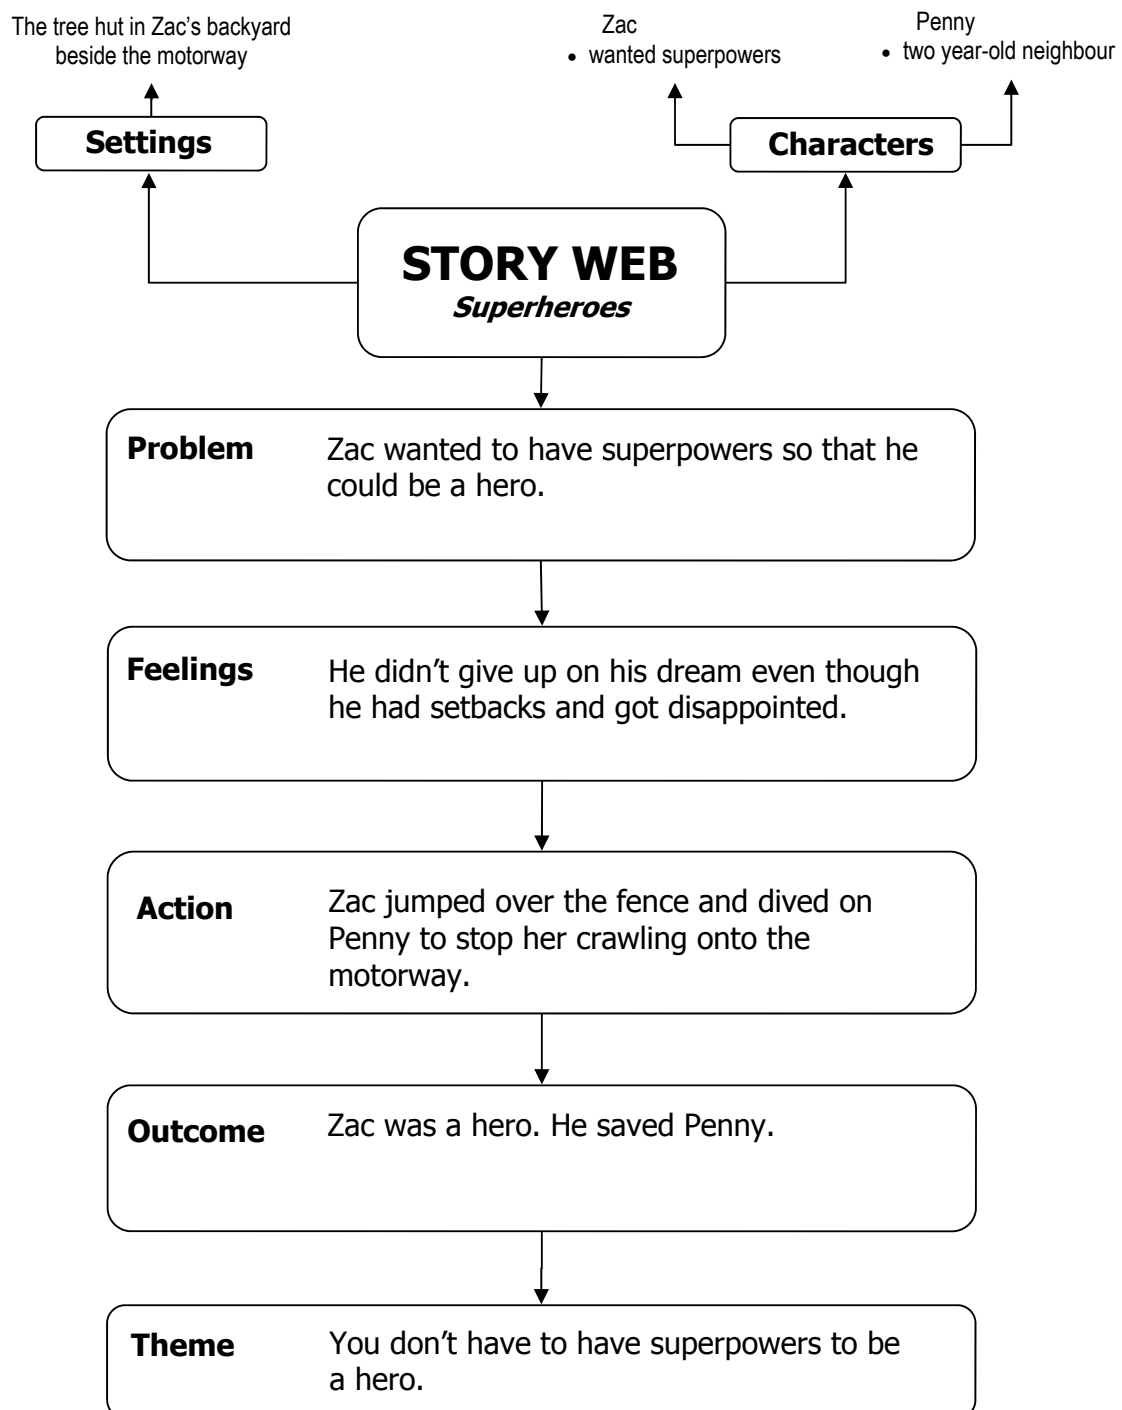 The tree hut in Zac’s backyard
beside the motorway
Zac
• wanted superpowers
Penny
• two year-old neighbour
Settings
Characters
STORY WEB
Superheroes
Problem
Zac wanted to have superpowers so that he
could be a hero.
Feelings
He didn’t give up on his dream even though
he had setbacks and got disappointed.
Action
Zac jumped over the fence and dived on
Penny to stop her crawling onto the
motorway.
Outcome
Zac was a hero. He saved Penny.
Theme
You don’t have to have superpowers to be
a hero.